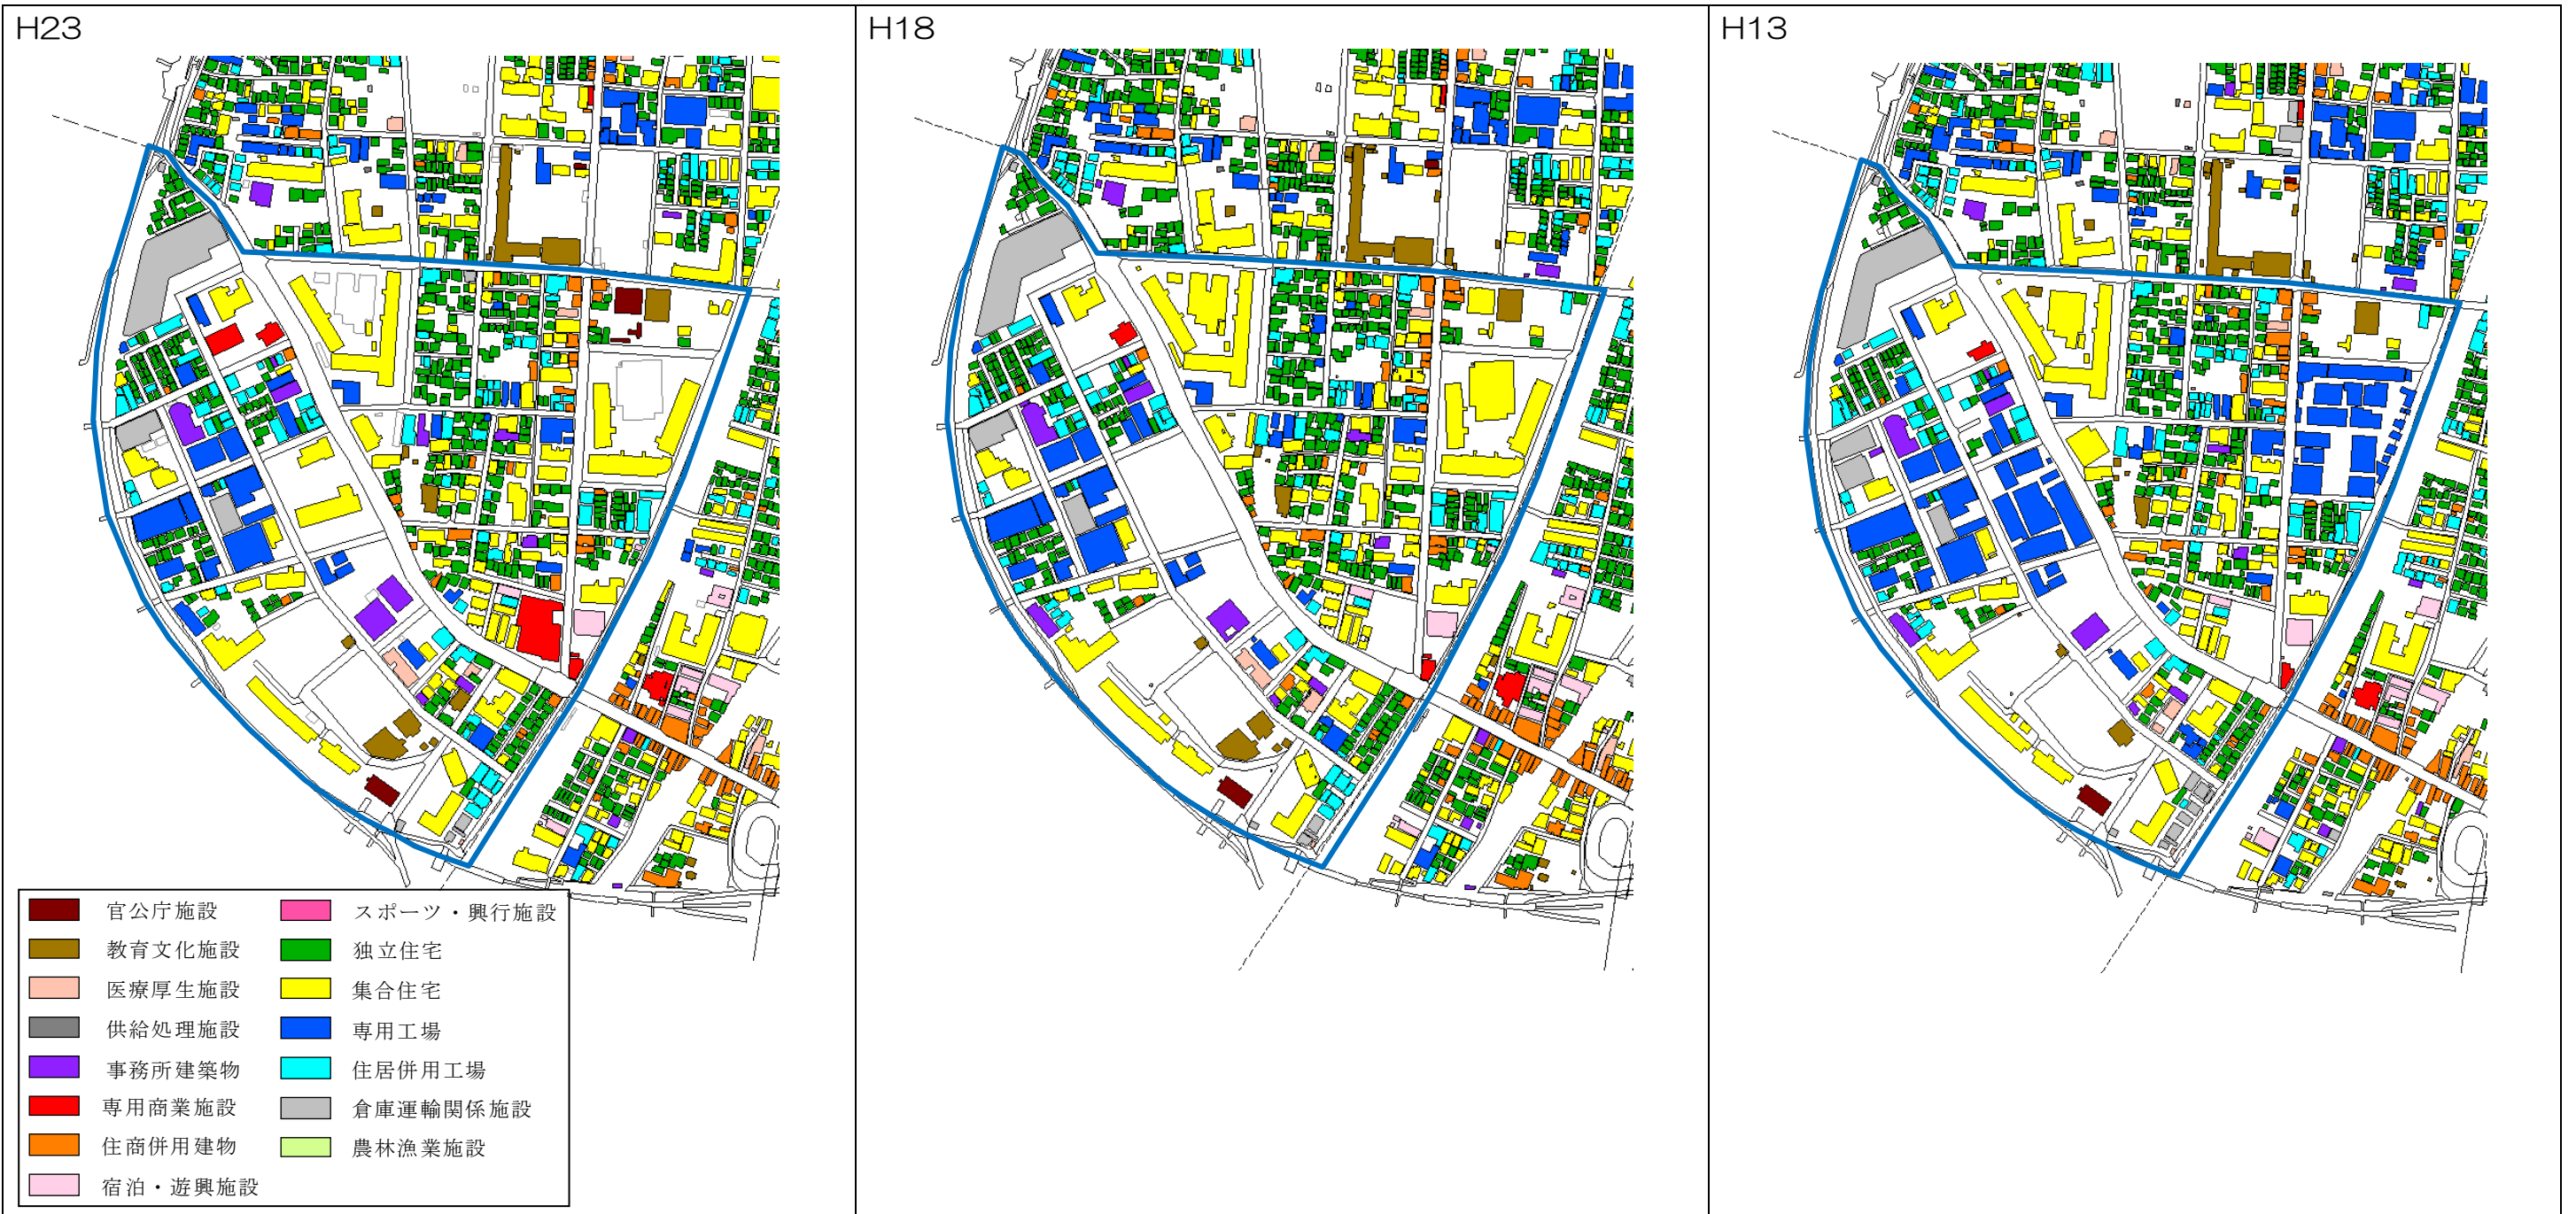 H23
H18
H13
官公庁施設
教育文化施設
医療厚生施設
供給処理施設
事務所建築物
専用商業施設
住商併用建物
宿泊・遊興施設
スポーツ・興行施設
独立住宅
集合住宅
専用工場
住居併用工場
倉庫運輸関係施設
農林漁業施設